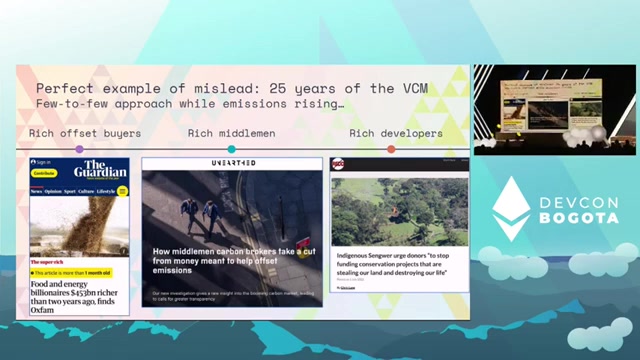 Perfect example of mislead: 25 years of the VCM
Few-to-few approach while emissions rising…
Rich offset buyers
Rich middlemen
Rich developers
Sign in
Contribute
The
Guardian
News Opinion Sport Culture Lifestyle
The super-rich
This article is more than 1 month old
Food and energy
billionaires $453bn richer
than two years ago, finds
Oxfam
UNEARTHED
How middlemen carbon brokers take a cut
from money meant to help offset
emissions
Our new investigation gives a new insight into the booming carbon market, leading
to calls for greater transparency
Indigenous Sengwer urge donors "to stop
funding conservation projects that are
stealing our land and destroying our life"
DEVCON
BOGOTA